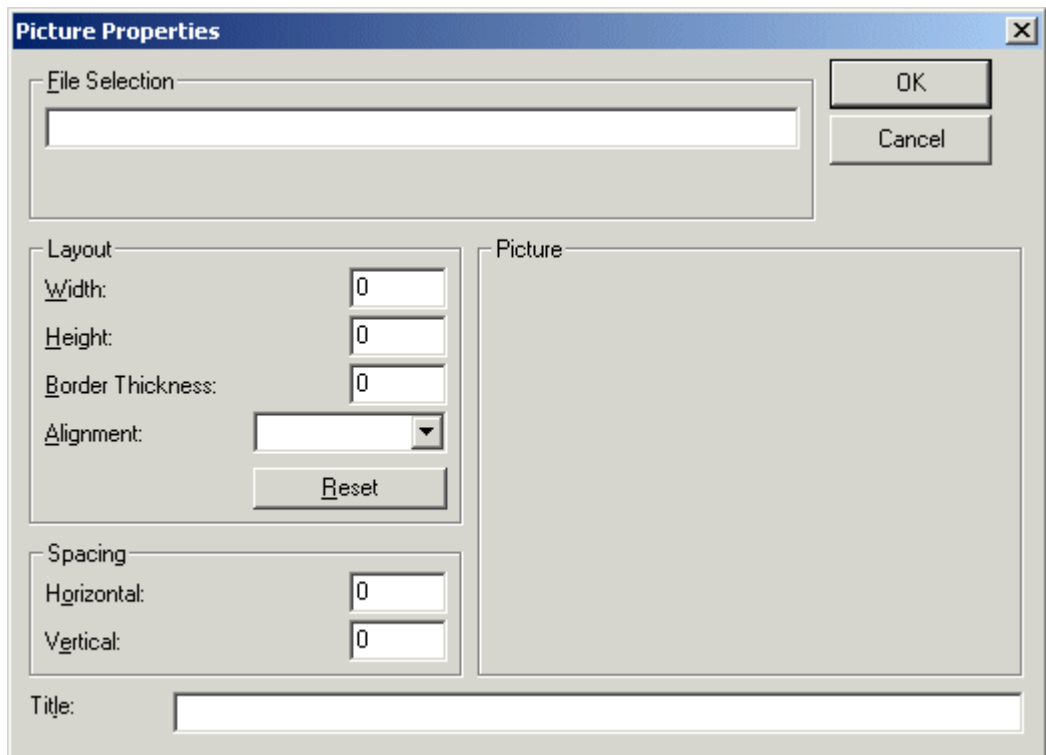 Picture Properties
File Selection
OK
Cancel
Layout
Width: 0
Height: 0
Border Thickness: 0
Alignment:
Reset
Picture
Spacing
Horizontal: 0
Vertical: 0
Title: